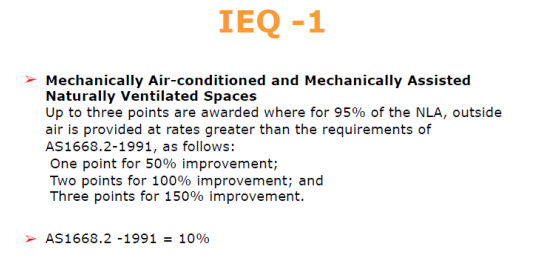 IEQ -1
Mechanically Air-conditioned and Mechanically Assisted
Naturally Ventilated Spaces
Up to three points are awarded where for 95% of the NLA, outside
air is provided at rates greater than the requirements of
AS1668.2-1991, as follows:
One point for 50% improvement;
Two points for 100% improvement; and
Three points for 150% improvement.
AS1668.2 -1991 = 10%